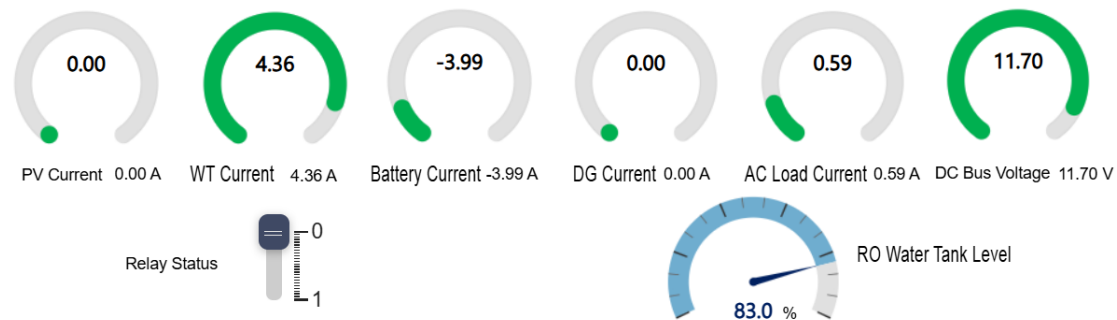 0.00
4.36
-3.99
0.00
0.59
11.70
PV Current 0.00 A
WT Current 4.36 A
Battery Current -3.99 A
DG Current 0.00 A
AC Load Current 0.59 A
DC Bus Voltage 11.70 V
Relay Status
0
1
RO Water Tank Level
83.0 %